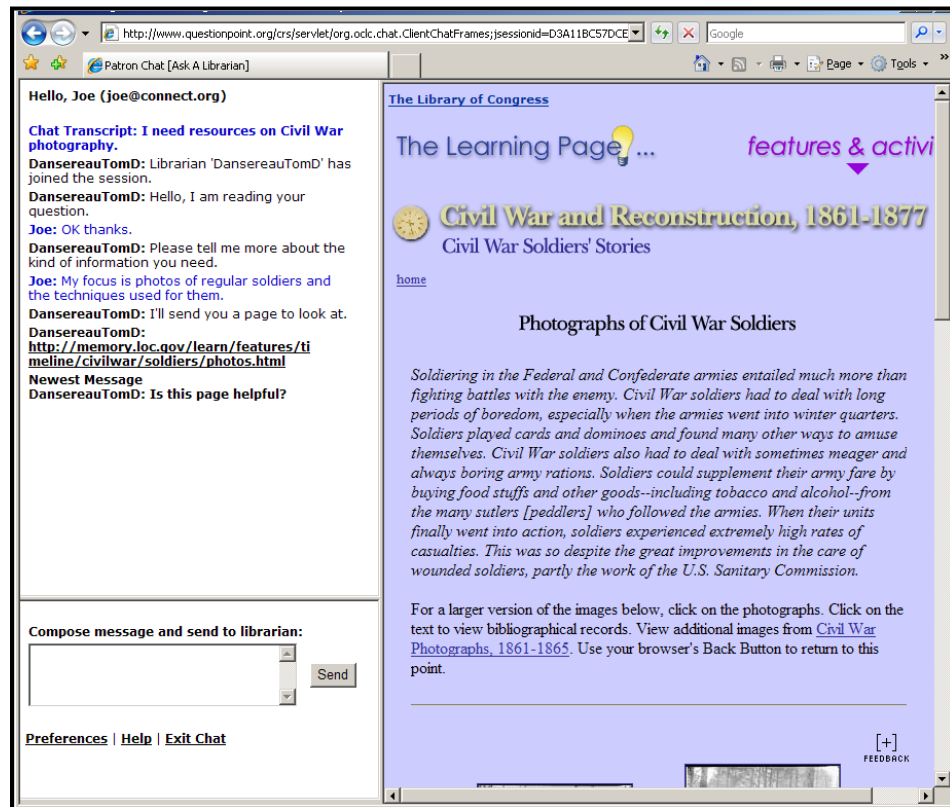 http://www.questionpoint.org/crs/servlet/org.oclc.chat.ClientChatFrames;jsessionid=D3A11BC57DCE
Google
Patron Chat [Ask A Librarian]
Page
Tools
»
Hello, Joe (joe@connect.org)
Chat Transcript: I need resources on Civil War
photography.
DansereauTomD: Librarian 'DansereauTomD' has
joined the session.
DansereauTomD: Hello, I am reading your
question.
Joe: OK thanks.
DansereauTomD: Please tell me more about the
kind of information you need.
Joe: My focus is photos of regular soldiers and
the techniques used for them.
DansereauTomD: I'll send you a page to look at.
DansereauTomD:
http://memory.loc.gov/learn/features/ti
meline/civilwar/soldiers/photos.html
Newest Message
DansereauTomD: Is this page helpful?
Compose message and send to librarian:
Send
Preferences | Help | Exit Chat
The Library of Congress
The Learning Page...
features & activi
Civil War and Reconstruction, 1861-1877
Civil War Soldiers' Stories
home
Photographs of Civil War Soldiers
Soldiering in the Federal and Confederate armies entailed much more than
fighting battles with the enemy. Civil War soldiers had to deal with long
periods of boredom, especially when the armies went into winter quarters.
Soldiers played cards and dominoes and found many other ways to amuse
themselves. Civil War soldiers also had to deal with sometimes meager and
always boring army rations. Soldiers could supplement their army fare by
buying food stuffs and other goods--including tobacco and alcohol--from
the many sutlers [peddlers] who followed the armies. When their units
finally went into action, soldiers experienced extremely high rates of
casualties. This was so despite the great improvements in the care of
wounded soldiers, partly the work of the U.S. Sanitary Commission.
For a larger version of the images below, click on the photographs. Click on the
text to view bibliographical records. View additional images from Civil War
Photographs, 1861-1865. Use your browser's Back Button to return to this
point.
[+]
FEEDBACK